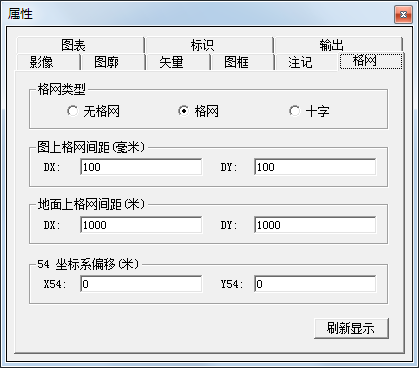 属性
图表 标识 输出
影像 图廓 矢量 图框 注记 格网
格网类型
无格网 格网 十字
图上格网间距(毫米)
DX: 100 DY: 100
地面上格网间距(米)
DX: 1000 DY: 1000
54 坐标系偏移(米)
X54: 0 Y54: 0
刷新显示